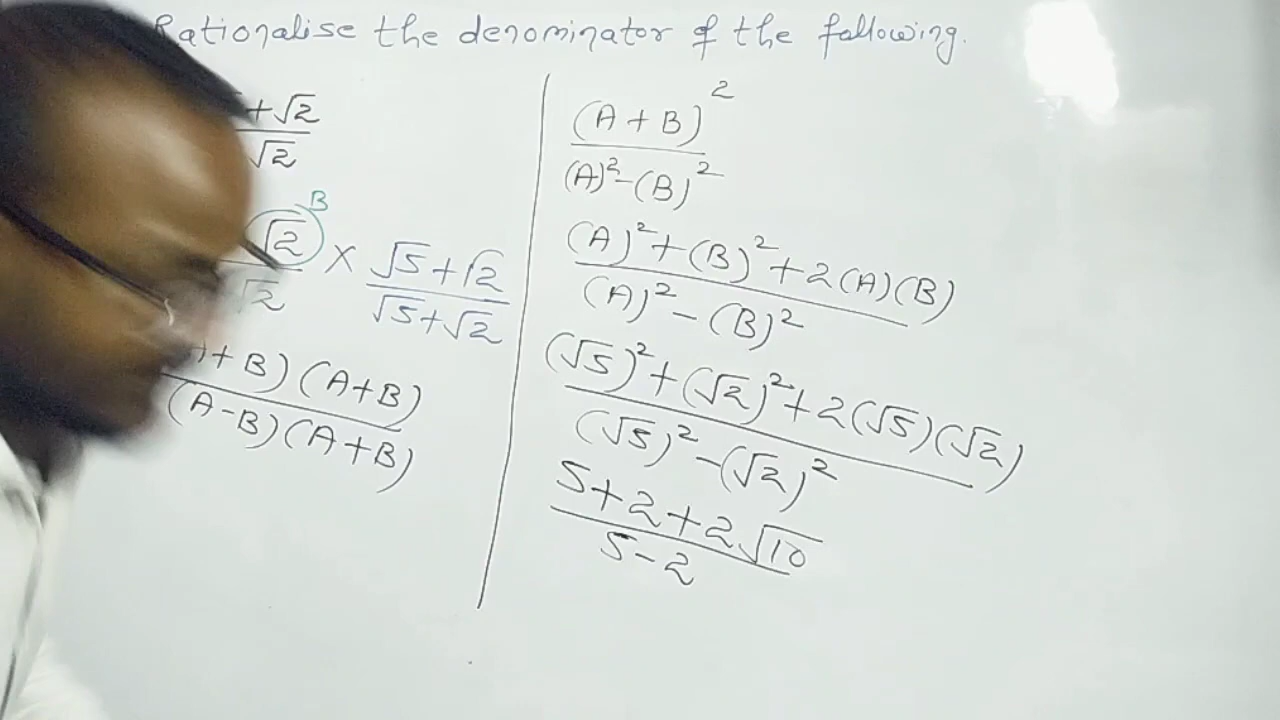 Rationalise the denominator of the following.
+√2
√2
√2 B
√2
× √5+√2
√5+√2
A+B)(A+B)
(A-B)(A+B)
(A+B)²
(A)²-(B)²
(A)²+(B)²+2(A)(B)
(A)²-(B)²
(√5)²+(√2)²+2(√5)(√2)
(√5)²-(√2)²
5+2+2√10
5-2